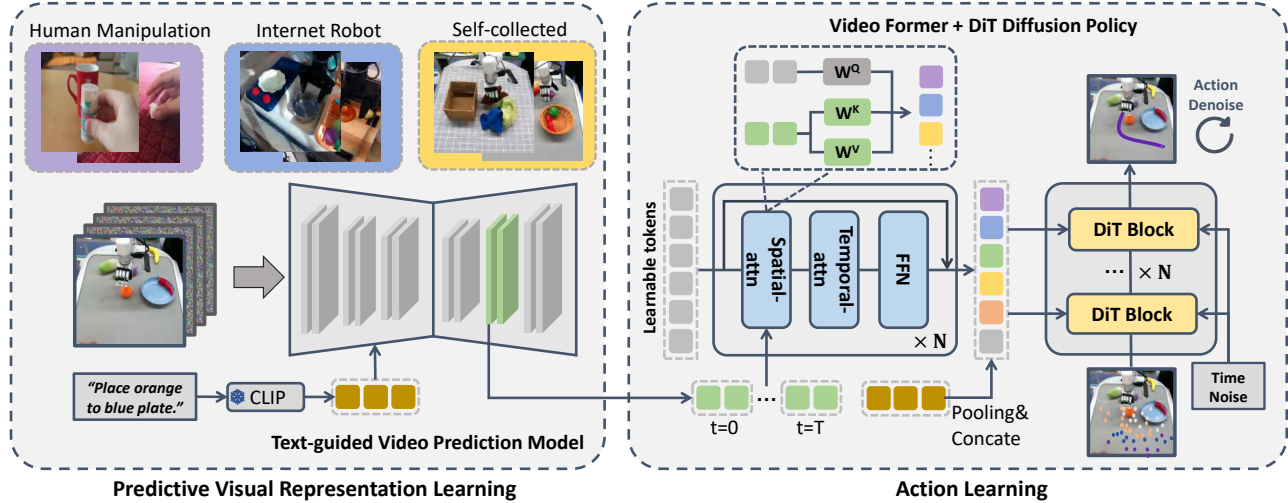 Human Manipulation
Internet Robot
Self-collected
“Place orange
to blue plate.”
CLIP
Text-guided Video Prediction Model
Predictive Visual Representation Learning
Video Former + DiT Diffusion Policy
W^Q
W^K
W^V
Learnable tokens
Spatial-
attn
Temporal-
attn
FFN
× N
t=0
...
t=T
Pooling&
Concate
Action
Denoise
DiT Block
... × N
DiT Block
Time
Noise
Action Learning